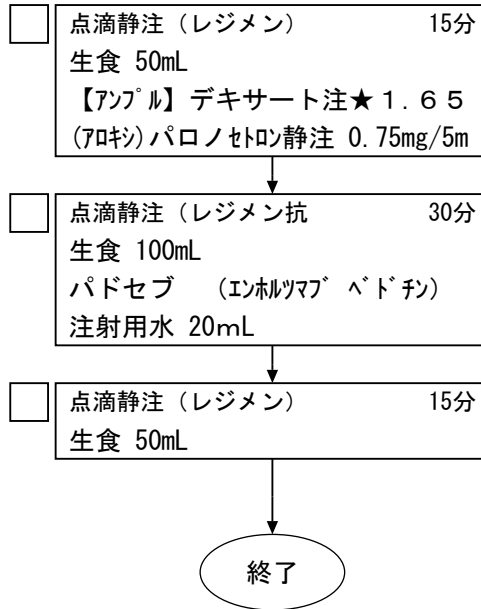 点滴静注（レジメン） 15分
生食 50mL
【ｱﾝﾌﾟﾙ】デキサート注★１．６５
(ｱﾛｷｼ)パロノｾﾄﾛﾝ静注 0.75mg/5m
点滴静注（レジメン抗 30分
生食 100mL
パドセブ （ｴﾝﾎﾙﾂﾏﾌﾞ ﾍﾞﾄﾞﾁﾝ）
注射用水 20ｍL
点滴静注（レジメン） 15分
生食 50mL
終了